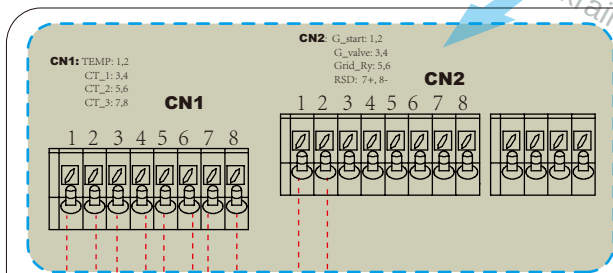 CN1: TEMP: 1,2
CT_1: 3,4
CT_2: 5,6
CT_3: 7,8
CN1
1 2 3 4 5 6 7 8
CN2: G_start: 1,2
G_valve: 3,4
Grid_Ry: 5,6
RSD: 7+, 8-
CN2
1 2 3 4 5 6 7 8